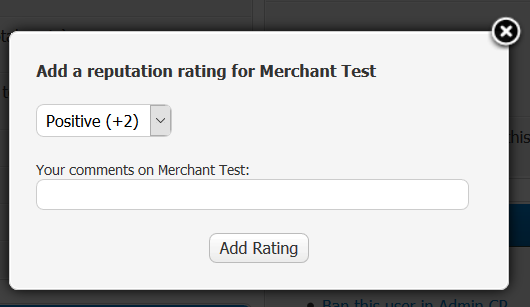 Add a reputation rating for Merchant Test
Positive (+2)
this
Your comments on Merchant Test:
Add Rating
Ban this user in Admin CP